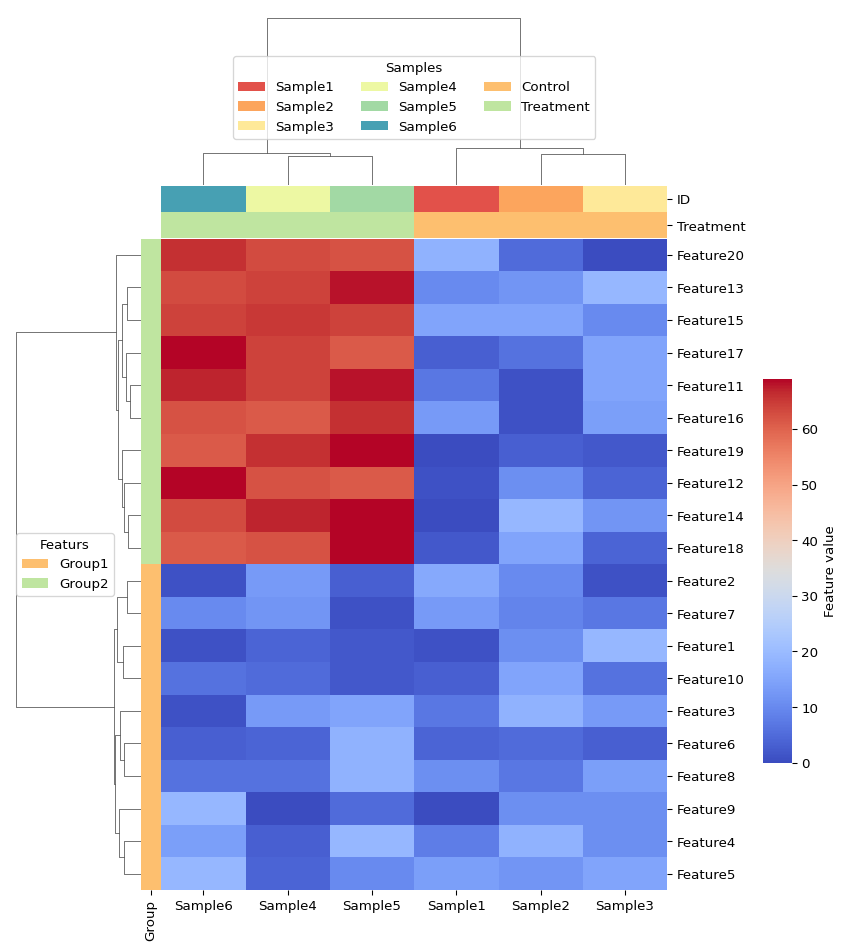 Samples
Sample1 Sample4 Control
Sample2 Sample5 Treatment
Sample3 Sample6
ID
Treatment
Feature20
Feature13
Feature15
Feature17
Feature11
Feature16
Feature19
Feature12
Feature14
Feature18
Feature2
Feature7
Feature1
Feature10
Feature3
Feature6
Feature8
Feature9
Feature4
Feature5
Featurs
Group1
Group2
60
50
40
30
20
10
0
Feature value
Group
Sample6 Sample4 Sample5 Sample1 Sample2 Sample3